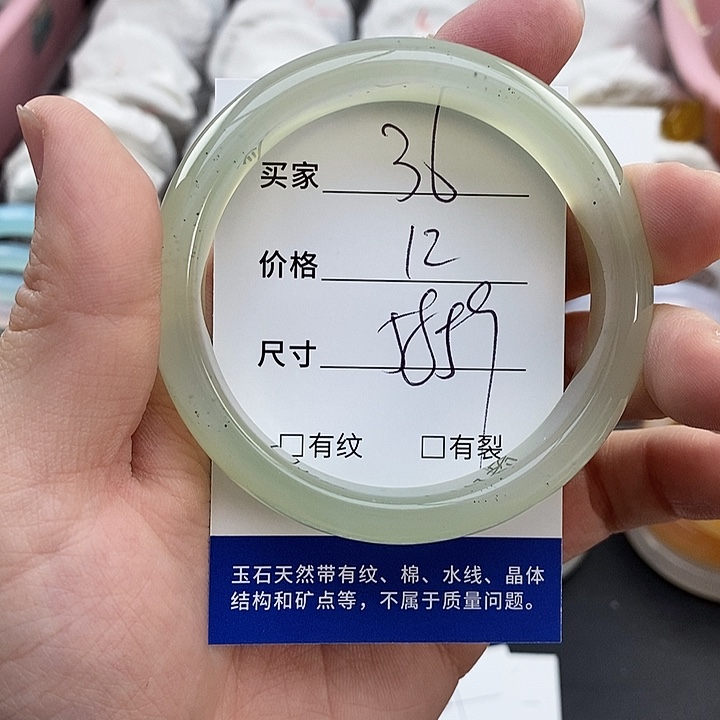 买家 36
价格 12
尺寸
□有纹 □有裂
玉石天然带有纹、棉、水线、晶体
结构和矿点等，不属于质量问题。